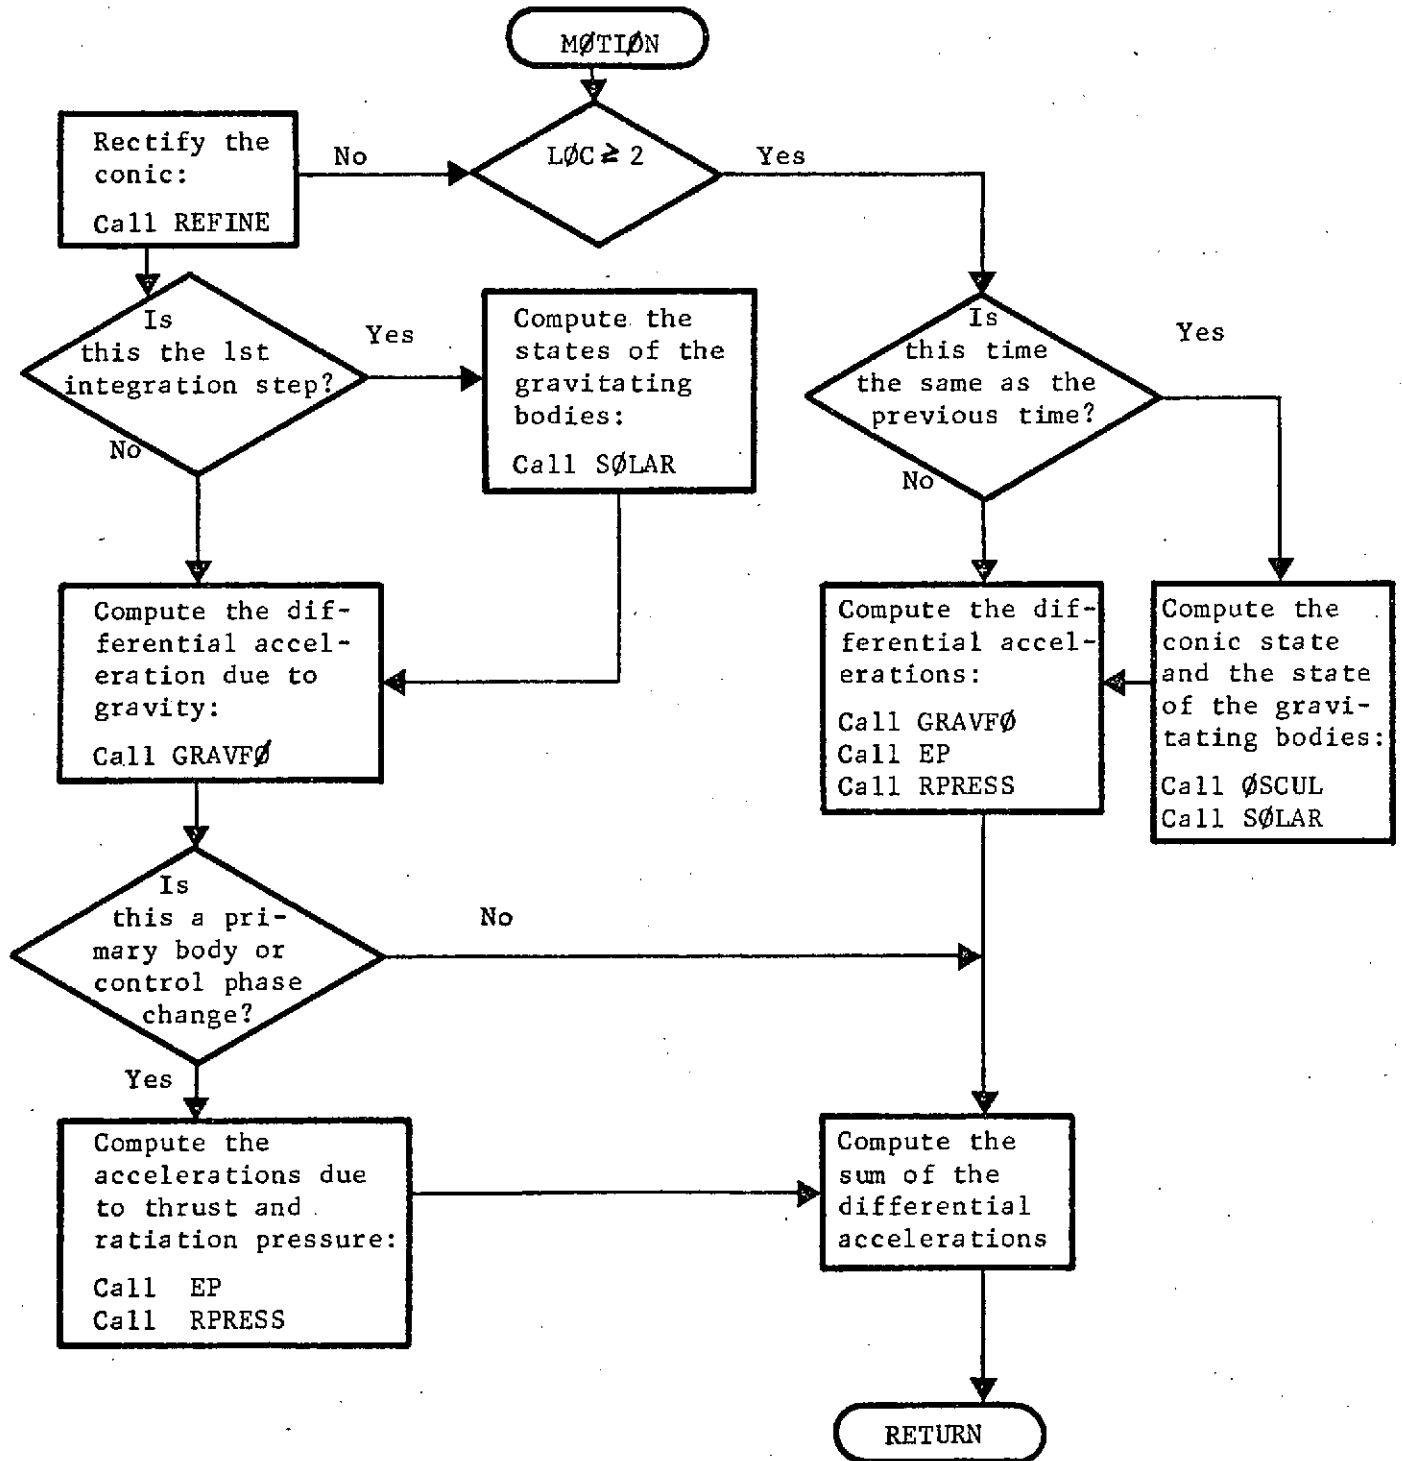 MØTIØN
LØC ≥ 2
No
Yes
Rectify the
conic:
Call REFINE
Is
this the 1st
integration step?
Yes
No
Compute the
states of the
gravitating
bodies:
Call SØLAR
Is
this time
the same as the
previous time?
Yes
No
Compute the dif-
ferential accel-
eration due to
gravity:
Call GRAVFØ
Compute the dif-
ferential accel-
erations:
Call GRAVFØ
Call EP
Call RPRESS
Compute the
conic state
and the state
of the gravi-
tating bodies:
Call ØSCUL
Call SØLAR
Is
this a pri-
mary body or
control phase
change?
No
Yes
Compute the
accelerations due
to thrust and
ratiation pressure:
Call EP
Call RPRESS
Compute the
sum of the
differential
accelerations
RETURN